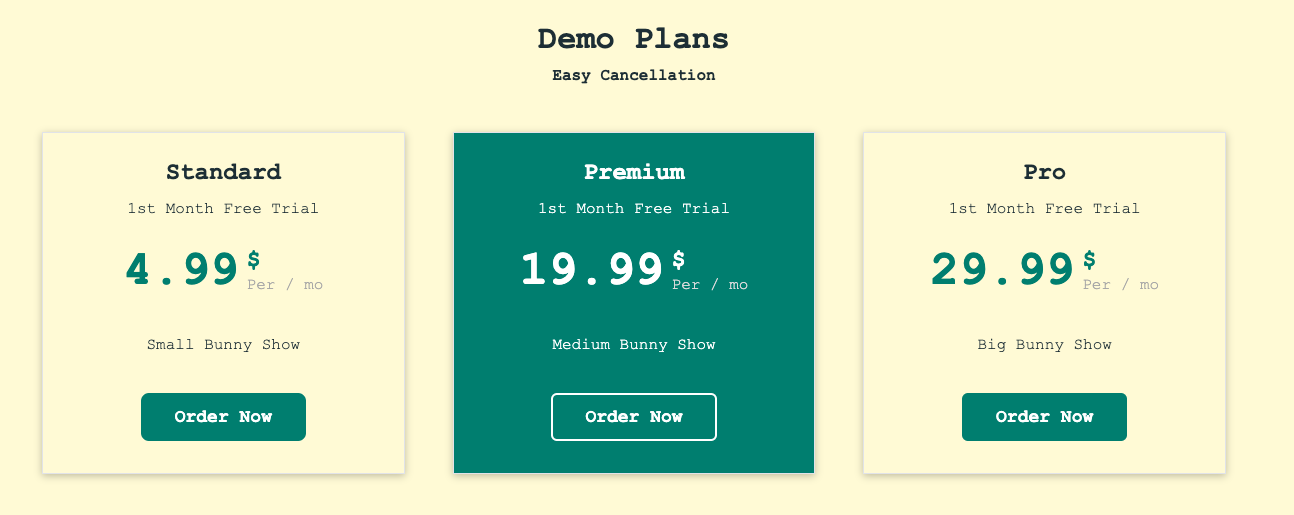 Demo Plans
Easy Cancellation
Standard
1st Month Free Trial
4.99$
Per / mo
Small Bunny Show
Order Now
Premium
1st Month Free Trial
19.99$
Per / mo
Medium Bunny Show
Order Now
Pro
1st Month Free Trial
29.99$
Per / mo
Big Bunny Show
Order Now